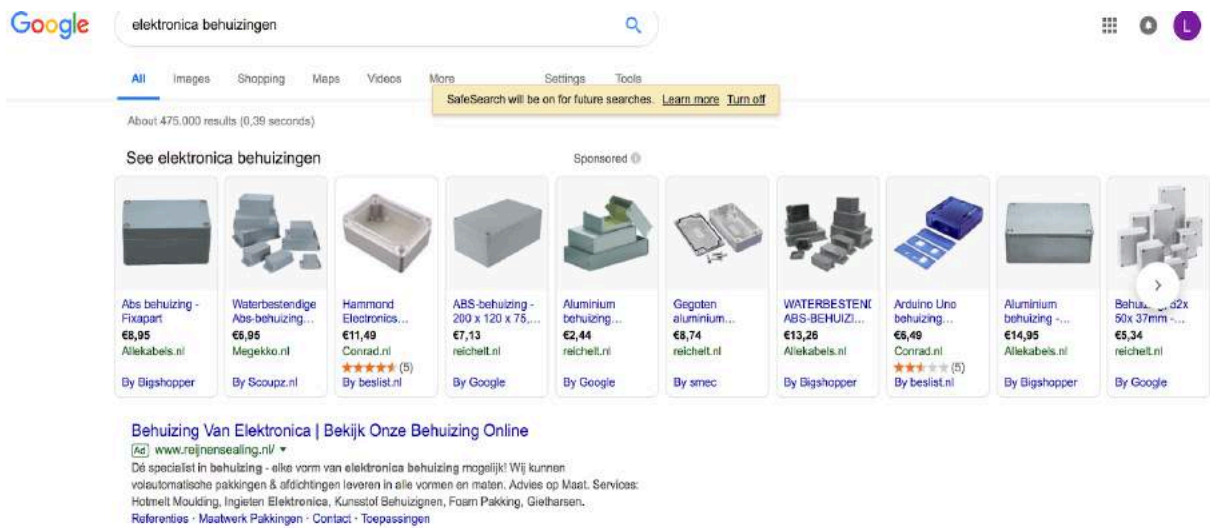 Google
elektronica behuizingen
L
All Images Shopping Maps Videos More Settings Tools
SafeSearch will be on for future searches. Learn more Turn off
About 475.000 results (0,39 seconds)
See elektronica behuizingen
Sponsored
Abs behuizing -
Fixapart
€8,95
Allekabels.nl
By Bigshopper
Waterbestendige
Abs-behuizing...
€6,95
Megekko.nl
By Scoupz.nl
Hammond
Electronics...
€11,49
Conrad.nl
(5)
By beslist.nl
ABS-behuizing -
200 x 120 x 75,...
€7,13
reichelt.nl
By Google
Aluminium
behuizing...
€2,44
reichelt.nl
By Google
Gegoten
aluminium...
€8,74
reichelt.nl
By smec
WATERBESTEND
ABS-BEHUIZI...
€13,26
Allekabels.nl
By Bigshopper
Arduino Uno
behuizing...
€6,49
Conrad.nl
(5)
By beslist.nl
Aluminium
behuizing -...
€14,95
Allekabels.nl
By Bigshopper
50x 37mm -...
€5,34
reichelt.nl
By Google
Behuizing Van Elektronica | Bekijk Onze Behuizing Online
Ad www.reijnensealing.nl/
Dé specialist in behuizing - elke vorm van elektronica behuizing mogelijk! Wij kunnen
volautomatische pakkingen & afdichtingen leveren in alle vormen en maten. Advies op Maat. Services:
Hotmelt Moulding, Ingieten Elektronica, Kunsstof Behuizignen, Foam Pakking, Gietharsen.
Referenties · Maatwerk Pakkingen · Contact · Toepassingen